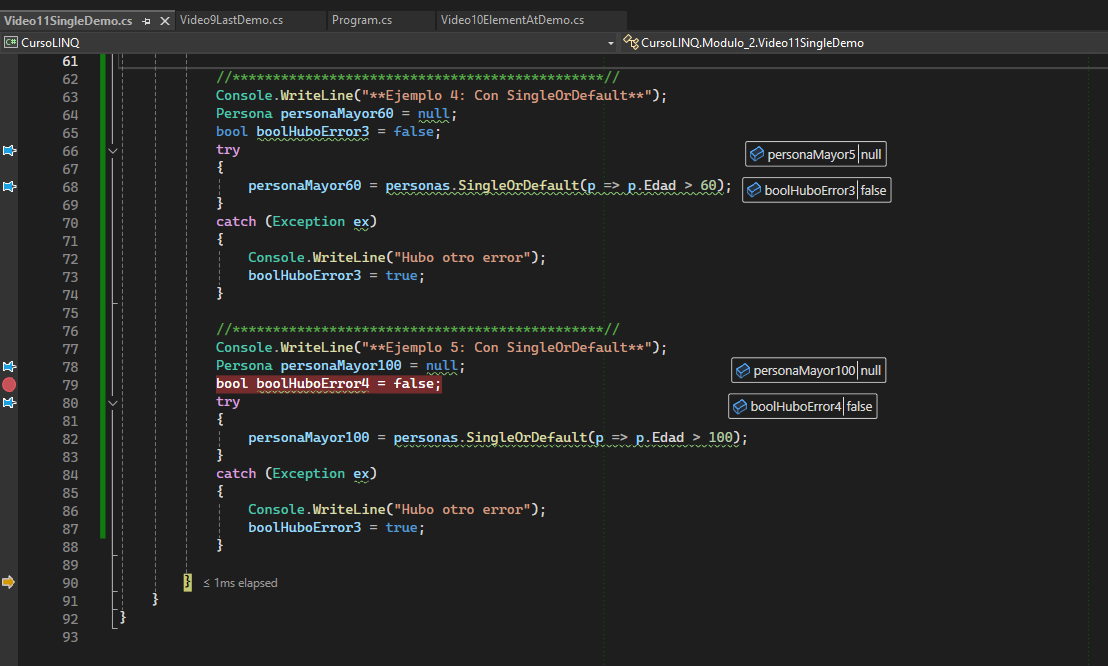 Video11SingleDemo.cs Video9LastDemo.cs Program.cs Video10ElementAtDemo.cs
C# CursoLINQ CursoLINQ.Modulo_2.Video11SingleDemo
61
62 //**********************************************//
63 Console.WriteLine("**Ejemplo 4: Con SingleOrDefault**");
64 Persona personaMayor60 = null;
65 bool boolHuboError3 = false;
66 try personaMayor5 null
67 {
68 personaMayor60 = personas.SingleOrDefault(p => p.Edad > 60); boolHuboError3 false
69 }
70 catch (Exception ex)
71 {
72 Console.WriteLine("Hubo otro error");
73 boolHuboError3 = true;
74 }
75
76 //**********************************************//
77 Console.WriteLine("**Ejemplo 5: Con SingleOrDefault**");
78 Persona personaMayor100 = null; personaMayor100 null
79 bool boolHuboError4 = false;
80 try boolHuboError4 false
81 {
82 personaMayor100 = personas.SingleOrDefault(p => p.Edad > 100);
83 }
84 catch (Exception ex)
85 {
86 Console.WriteLine("Hubo otro error");
87 boolHuboError3 = true;
88 }
89
90 } ≤ 1ms elapsed
91 }
92 }
93